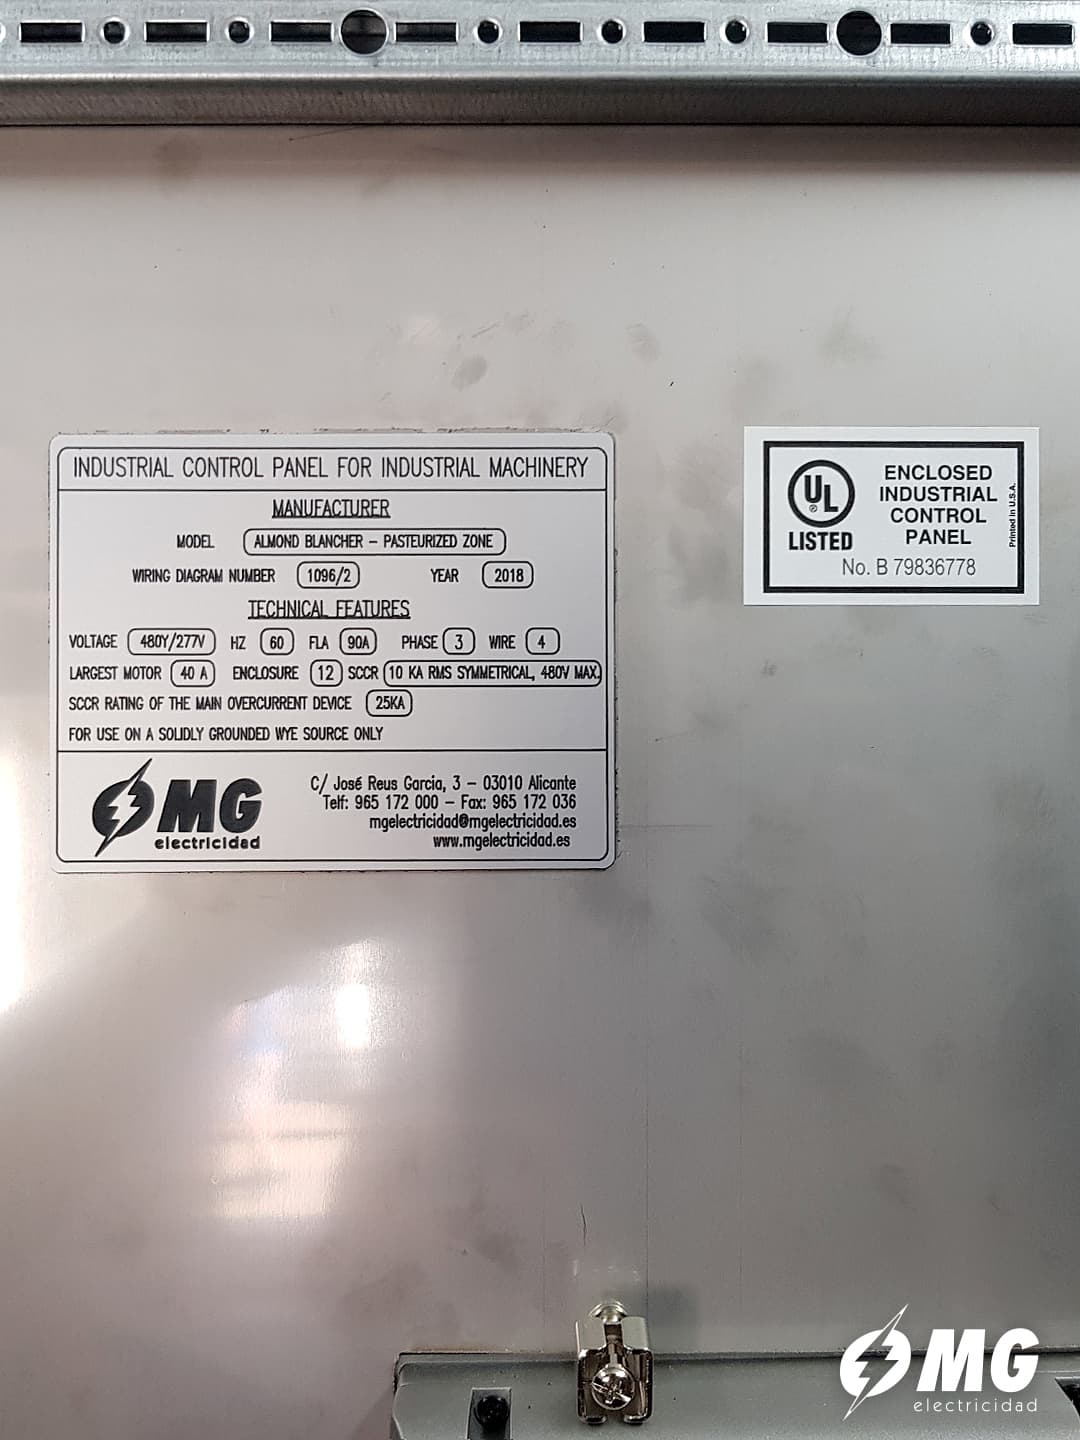 INDUSTRIAL CONTROL PANEL FOR INDUSTRIAL MACHINERY
MANUFACTURER
MODEL ALMOND BLANCHER - PASTEURIZED ZONE
WIRING DIAGRAM NUMBER 1096/2 YEAR 2018
TECHNICAL FEATURES
VOLTAGE 480Y/277V HZ 60 FLA 90A PHASE 3 WIRE 4
LARGEST MOTOR 40 A ENCLOSURE 12 SCCR 10 KA RMS SYMMETRICAL, 480V MAX.
SCCR RATING OF THE MAIN OVERCURRENT DEVICE 25KA
FOR USE ON A SOLIDLY GROUNDED WYE SOURCE ONLY
MG
electricidad
C/ José Reus Garcia, 3 - 03010 Alicante
Telf: 965 172 000 - Fax: 965 172 036
mgelectricidad@mgelectricidad.es
www.mgelectricidad.es
UL ®
LISTED
ENCLOSED
INDUSTRIAL
CONTROL
PANEL
Printed in U.S.A.
No. B 79836778
MG
electricidad